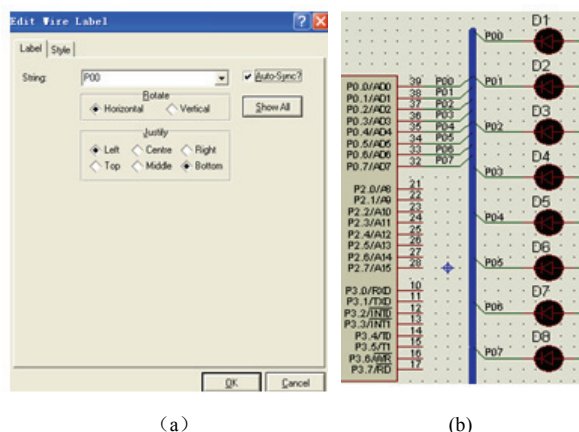 Edit Wire Label
Label Style
String: P00 Auto-Sync?
Rotate
Horizontal Vertical
Show All
Justify
Left Centre Right
Top Middle Bottom
OK Cancel
(a)
D1
P00
D2
P01
D3
P02
D4
P03
D5
P04
D6
P05
D7
P06
D8
P07
P0.0/AD0 39 P00
P0.1/AD1 38 P01
P0.2/AD2 37 P02
P0.3/AD3 36 P03
P0.4/AD4 35 P04
P0.5/AD5 34 P05
P0.6/AD6 33 P06
P0.7/AD7 32 P07
P2.0/A8 21
P2.1/A9 22
P2.2/A10 23
P2.3/A11 24
P2.4/A12 25
P2.5/A13 26
P2.6/A14 27
P2.7/A15 28
P3.0/RXD 10
P3.1/TXD 11
P3.2/INT0 12
P3.3/INT1 13
P3.4/T0 14
P3.5/T1 15
P3.6/WR 16
P3.7/RD 17
(b)